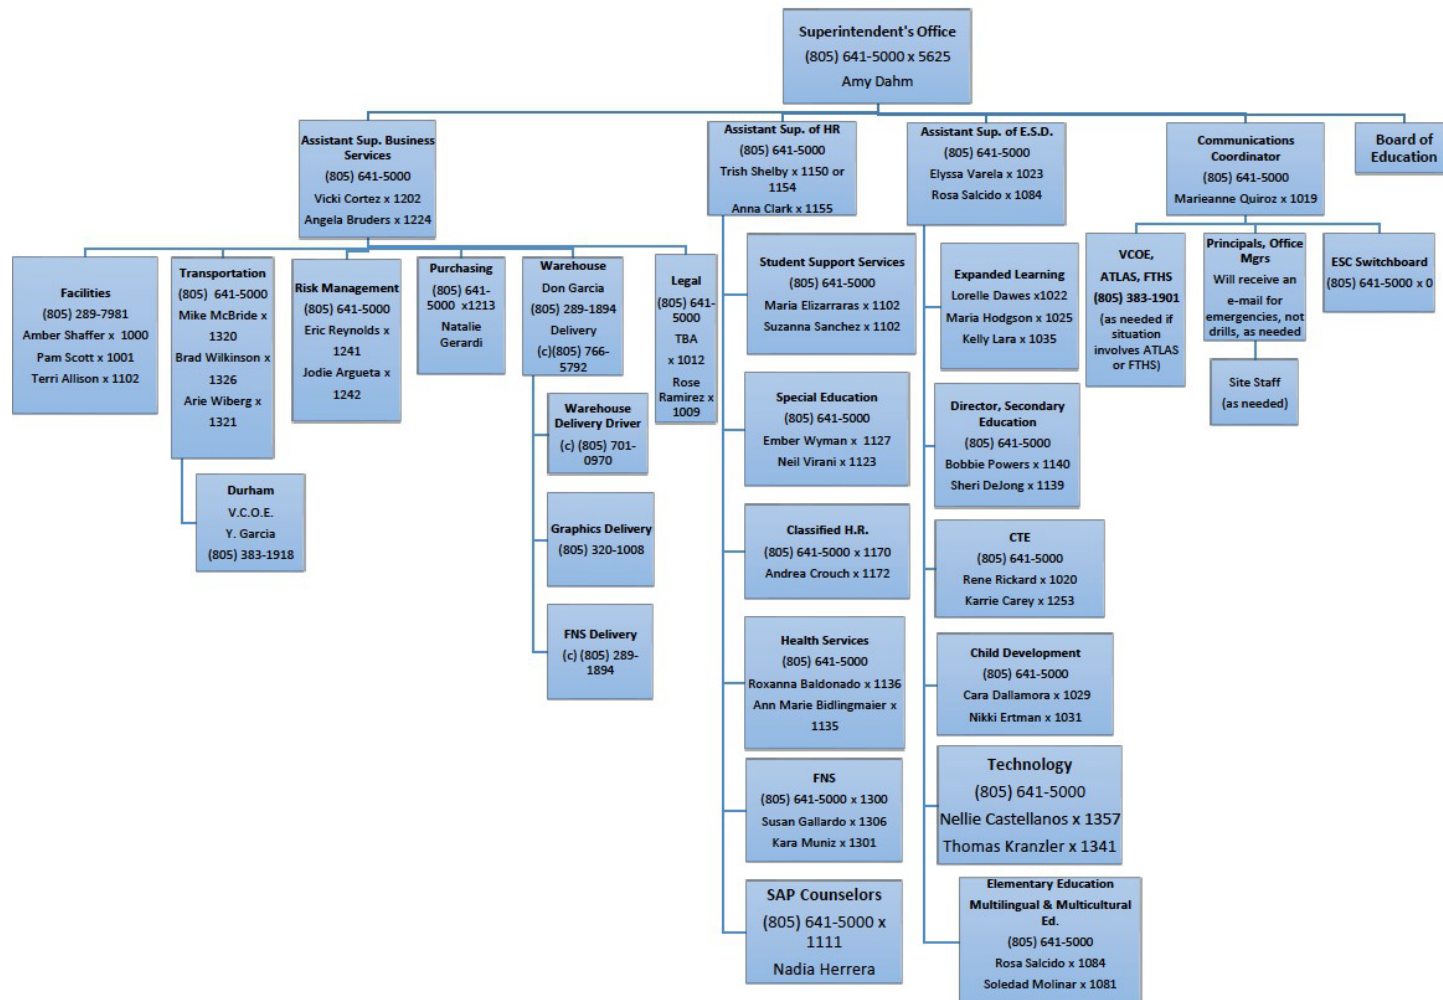 Superintendent's Office
(805) 641-5000 x 5625
Amy Dahm
Assistant Sup. Business
Services
(805) 641-5000
Vicki Cortez x 1202
Angela Bruders x 1224
Assistant Sup. of HR
(805) 641-5000
Trish Shelby x 1150 or
1154
Anna Clark x 1155
Assistant Sup. of E.S.D.
(805) 641-5000
Elyssa Varela x 1023
Rosa Salcido x 1084
Communications
Coordinator
(805) 641-5000
Marieanne Quiroz x 1019
Board of
Education
Facilities
(805) 289-7981
Amber Shaffer x 1000
Pam Scott x 1001
Terri Allison x 1102
Transportation
(805) 641-5000
Mike McBride x
1320
Brad Wilkinson x
1326
Arie Wiberg x
1321
Durham
V.C.O.E.
Y. Garcia
(805) 383-1918
Risk Management
(805) 641-5000
Eric Reynolds x
1241
Jodie Argueta x
1242
Purchasing
(805) 641-
5000 x1213
Natalie
Gerardi
Warehouse
Don Garcia
(805) 289-1894
Delivery
(c)(805) 766-
5792
Warehouse
Delivery Driver
(c) (805) 701-
0970
Graphics Delivery
(805) 320-1008
FNS Delivery
(c) (805) 289-
1894
Legal
(805) 641-
5000
TBA
x 1012
Rose
Ramirez x
1009
Student Support Services
(805) 641-5000
Maria Elizarraras x 1102
Suzanna Sanchez x 1102
Special Education
(805) 641-5000
Ember Wyman x 1127
Neil Virani x 1123
Classified H.R.
(805) 641-5000 x 1170
Andrea Crouch x 1172
Health Services
(805) 641-5000
Roxanna Baldonado x 1136
Ann Marie Bidlingmaier x
1135
FNS
(805) 641-5000 x 1300
Susan Gallardo x 1306
Kara Muniz x 1301
SAP Counselors
(805) 641-5000 x
1111
Nadia Herrera
Expanded Learning
Lorelle Dawes x1022
Maria Hodgson x 1025
Kelly Lara x 1035
Director, Secondary
Education
(805) 641-5000
Bobbie Powers x 1140
Sheri DeJong x 1139
CTE
(805) 641-5000
Rene Rickard x 1020
Karrie Carey x 1253
Child Development
(805) 641-5000
Cara Dallamora x 1029
Nikki Ertman x 1031
Technology
(805) 641-5000
Nellie Castellanos x 1357
Thomas Kranzler x 1341
Elementary Education
Multilingual & Multicultural
Ed.
(805) 641-5000
Rosa Salcido x 1084
Soledad Molinar x 1081
VCOE,
ATLAS, FTHS
(805) 383-1901
(as needed if
situation
involves ATLAS
or FTHS)
Principals, Office
Mgrs
Will receive an
e-mail for
emergencies, not
drills, as needed
Site Staff
(as needed)
ESC Switchboard
(805) 641-5000 x 0